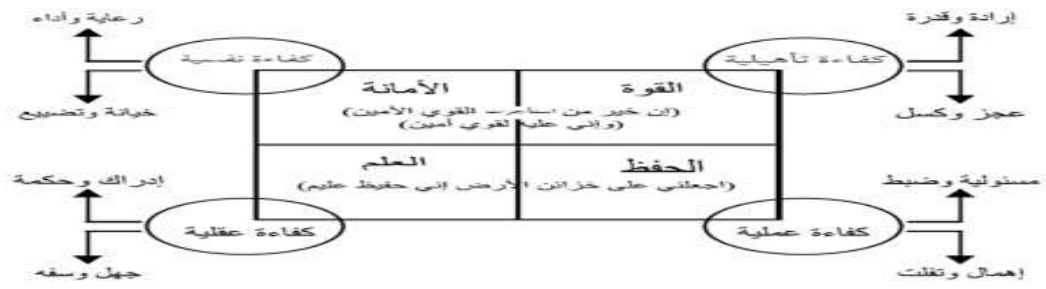 إرادة وقدرة
رعاية وأداء
كفاءة تأهيلية
كفاءة نفسية
القوة
الأمانة
(إن خير من استأجرت القوي الأمين)
(وإني عليه لقوي أمين)
عجز وكسل
خيانة وتضييع
الحفظ
العلم
(اجعلني على خزائن الأرض إني حفيظ عليم)
مسئولية وضبط
إدراك وحكمة
كفاءة عملية
كفاءة عقلية
إهمال وتفلت
جهل وسفه